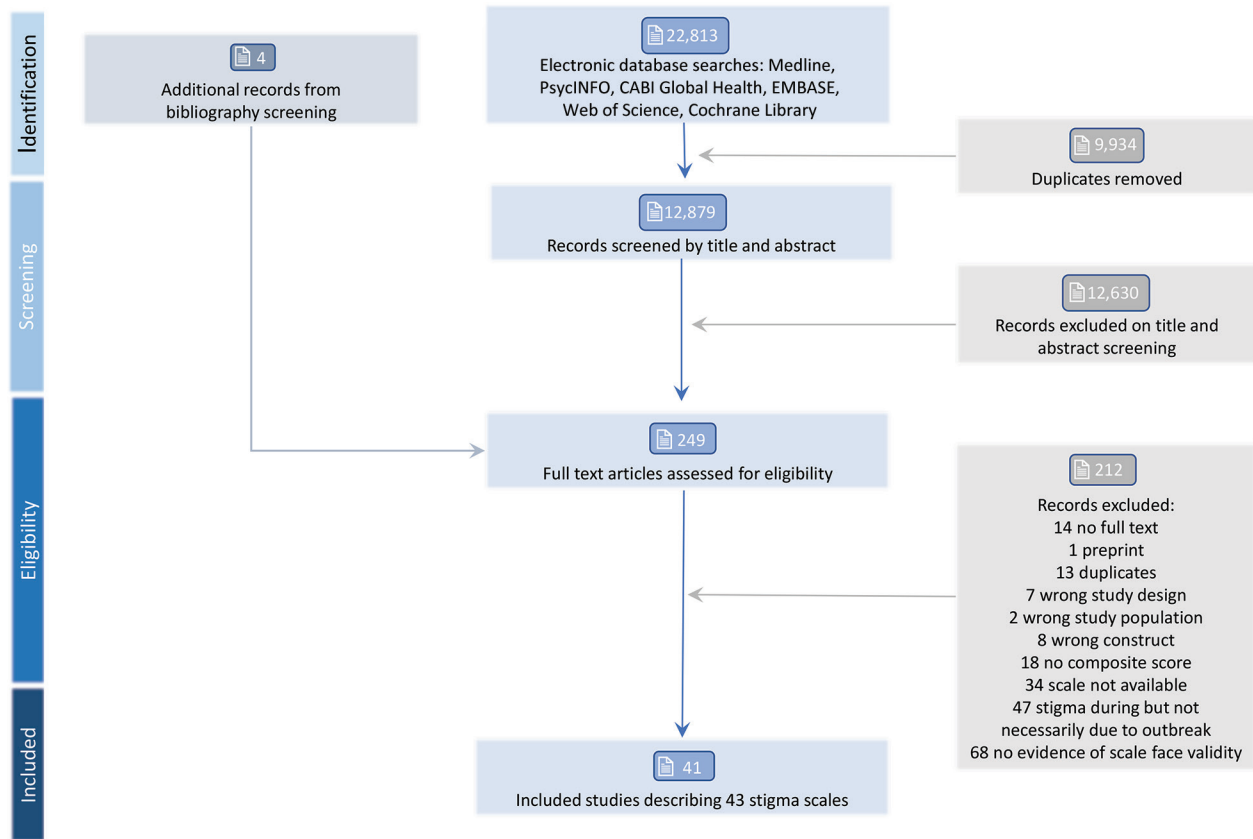 Identification
4
Additional records from
bibliography screening
22,813
Electronic database searches: Medline,
PsycINFO, CABI Global Health, EMBASE,
Web of Science, Cochrane Library
9,934
Duplicates removed
Screening
12,879
Records screened by title and abstract
12,630
Records excluded on title and
abstract screening
Eligibility
249
Full text articles assessed for eligibility
212
Records excluded:
14 no full text
1 preprint
13 duplicates
7 wrong study design
2 wrong study population
8 wrong construct
18 no composite score
34 scale not available
47 stigma during but not
necessarily due to outbreak
68 no evidence of scale face validity
Included
41
Included studies describing 43 stigma scales